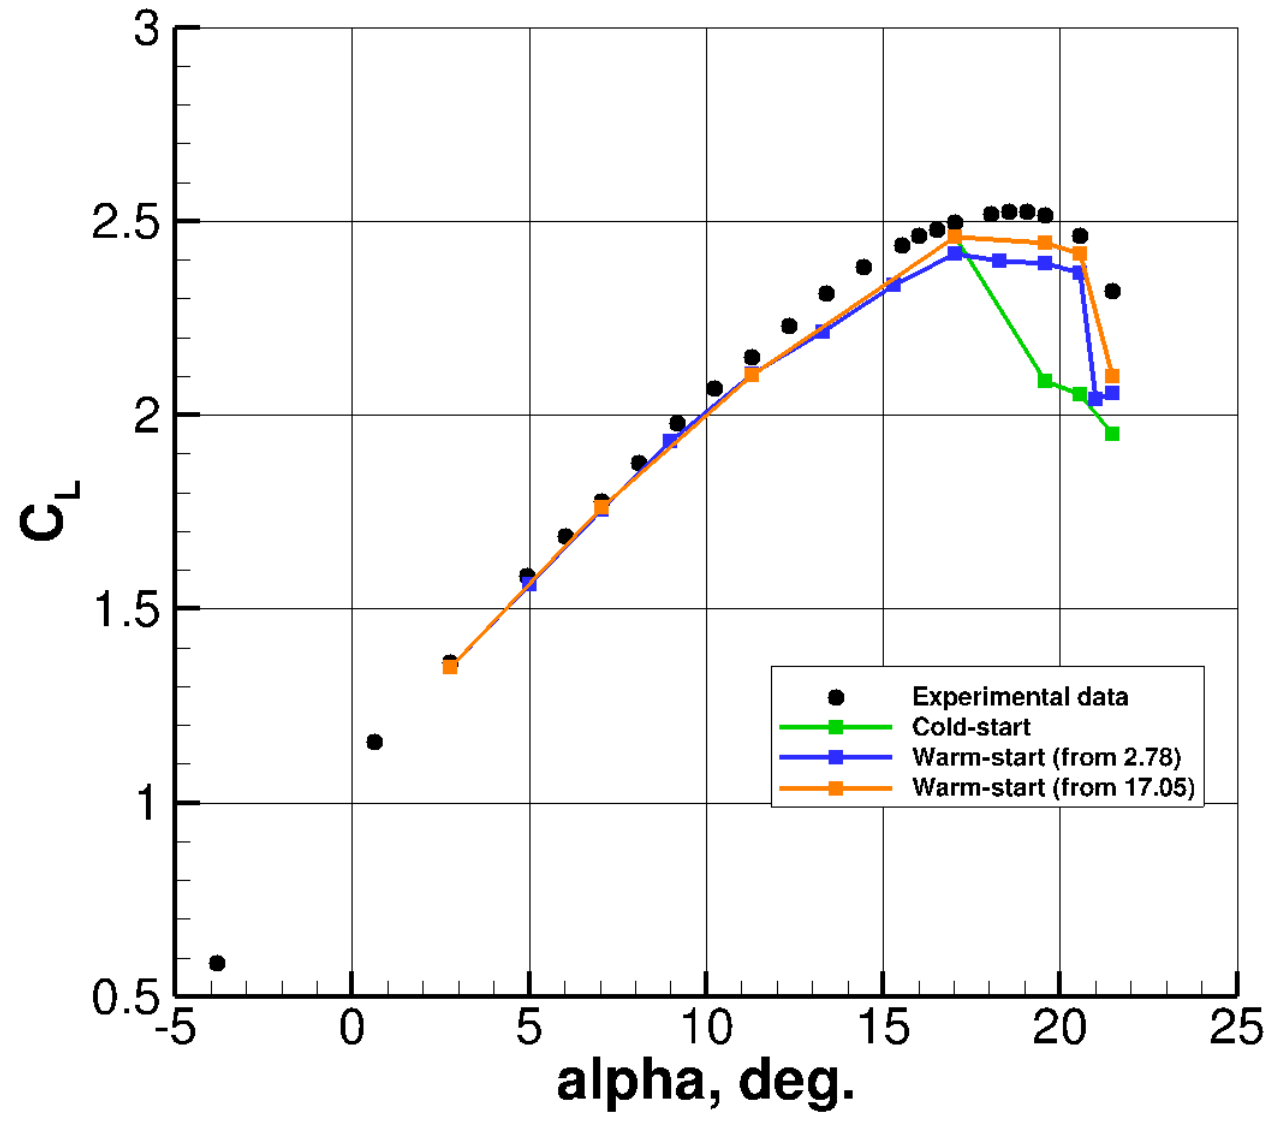 3
2.5
2
1.5
1
0.5
C_L
-5 0 5 10 15 20 25
alpha, deg.
Experimental data
Cold-start
Warm-start (from 2.78)
Warm-start (from 17.05)